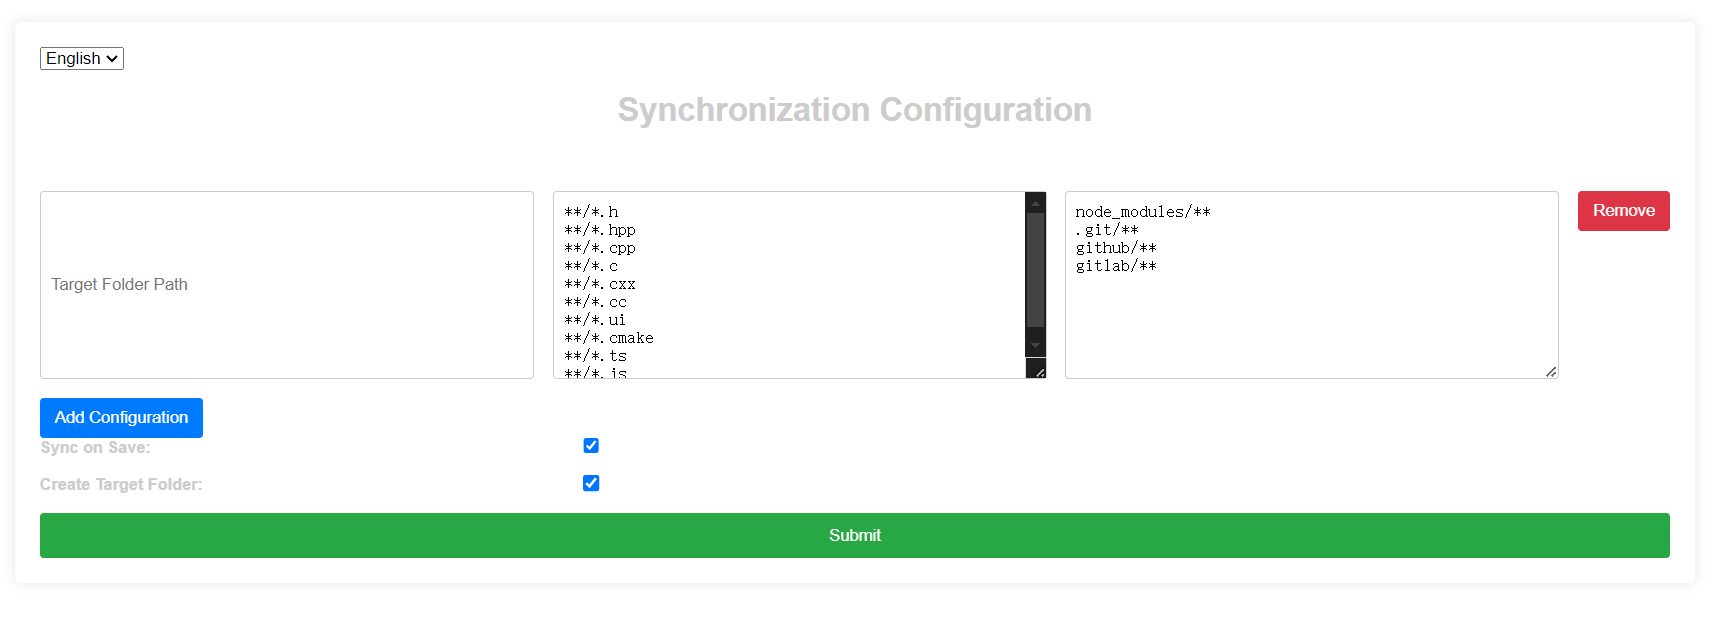 English
Synchronization Configuration
Target Folder Path
**/*.h
**/*.hpp
**/*.cpp
**/*.c
**/*.cxx
**/*.cc
**/*.ui
**/*.cmake
**/*.ts
**/*.js
node_modules/**
.git/**
github/**
gitlab/**
Remove
Add Configuration
Sync on Save:
Create Target Folder:
Submit